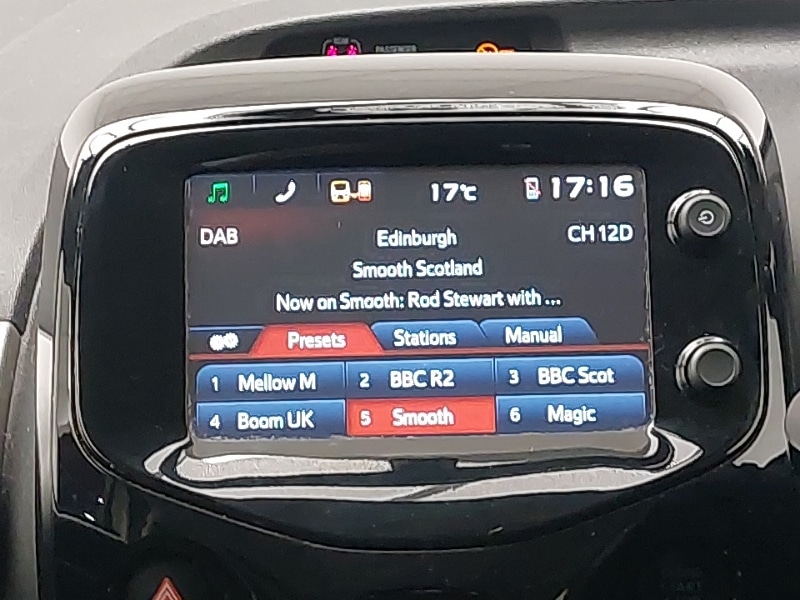 PASSENGER
17℃ 17:16
DAB Edinburgh CH 12D
Smooth Scotland
Now on Smooth: Rod Stewart with ...
Presets Stations Manual
1 Mellow M 2 BBC R2 3 BBC Scot
4 Boom UK 5 Smooth 6 Magic